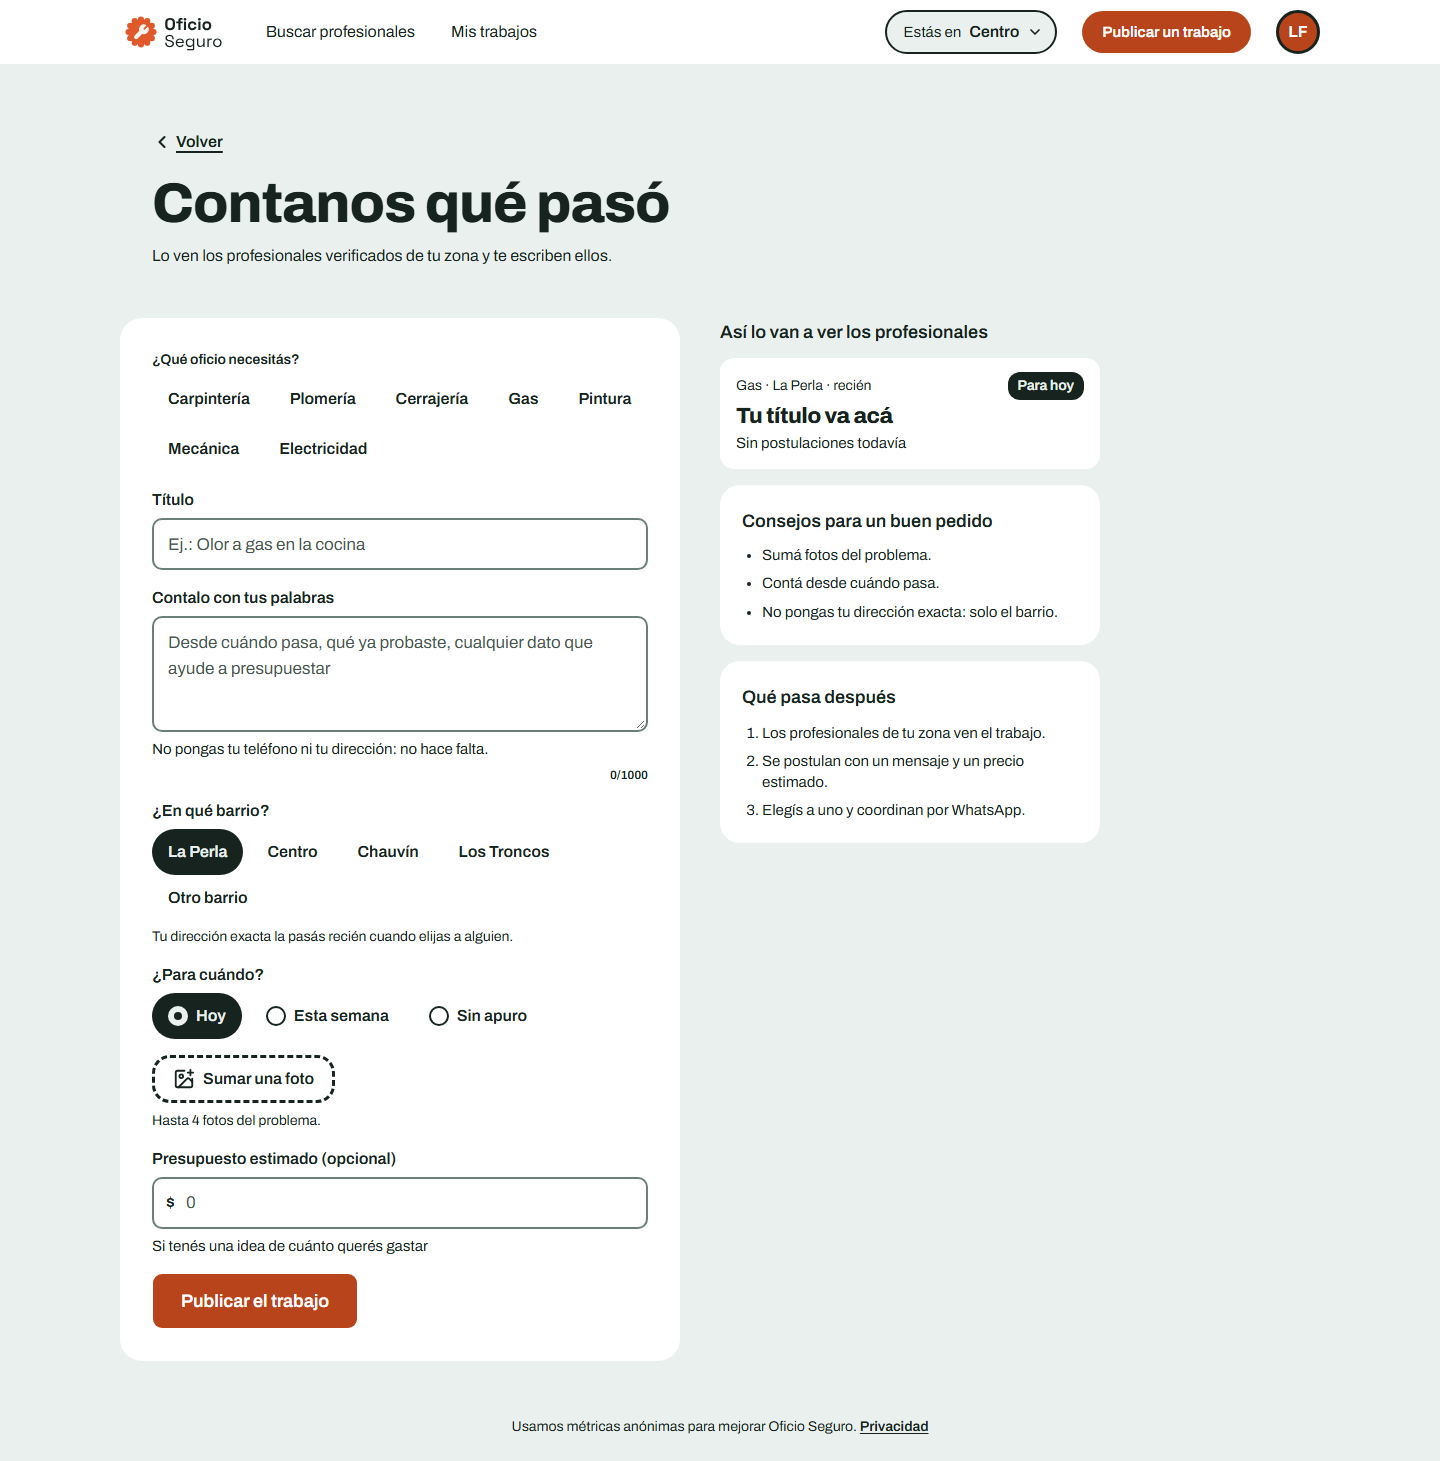 Oficio
Seguro
Buscar profesionales
Mis trabajos
Estás en Centro
Publicar un trabajo
LF
Volver
Contanos qué pasó
Lo ven los profesionales verificados de tu zona y te escriben ellos.
¿Qué oficio necesitás?
Carpintería Plomería Cerrajería Gas Pintura
Mecánica Electricidad
Título
Ej.: Olor a gas en la cocina
Contalo con tus palabras
Desde cuándo pasa, qué ya probaste, cualquier dato que
ayude a presupuestar
No pongas tu teléfono ni tu dirección: no hace falta.
0/1000
¿En qué barrio?
La Perla Centro Chauvín Los Troncos
Otro barrio
Tu dirección exacta la pasás recién cuando elijas a alguien.
¿Para cuándo?
Hoy Esta semana Sin apuro
Sumar una foto
Hasta 4 fotos del problema.
Presupuesto estimado (opcional)
$ 0
Si tenés una idea de cuánto querés gastar
Publicar el trabajo
Así lo van a ver los profesionales
Gas · La Perla · recién
Para hoy
Tu título va acá
Sin postulaciones todavía
Consejos para un buen pedido
• Sumá fotos del problema.
• Contá desde cuándo pasa.
• No pongas tu dirección exacta: solo el barrio.
Qué pasa después
1. Los profesionales de tu zona ven el trabajo.
2. Se postulan con un mensaje y un precio
estimado.
3. Elegís a uno y coordinan por WhatsApp.
Usamos métricas anónimas para mejorar Oficio Seguro. Privacidad